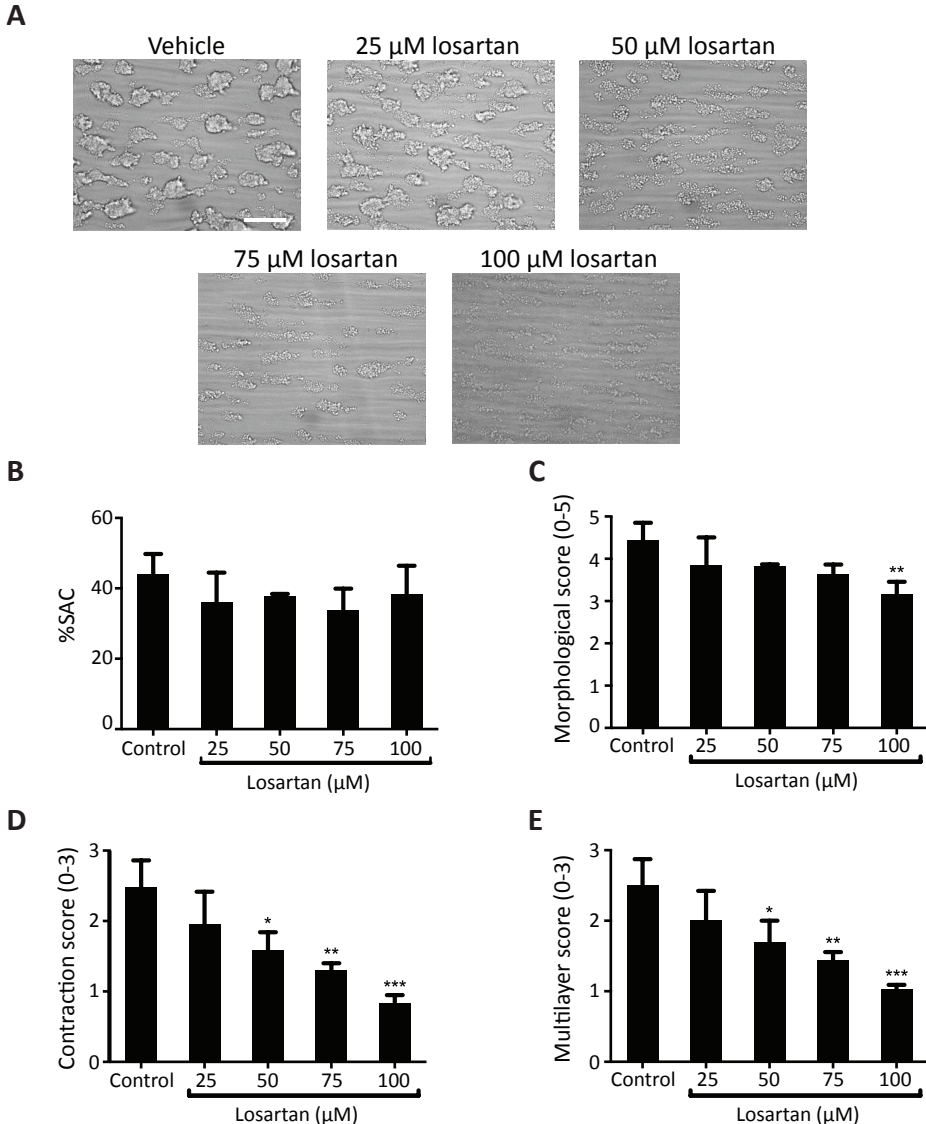 A
Vehicle 25 µM losartan 50 µM losartan
75 µM losartan 100 µM losartan
B
%SAC
60
40
20
0
Control 25 50 75 100
Losartan (µM)
C
Morphological score (0-5)
5
4
3
2
1
0
**
Control 25 50 75 100
Losartan (µM)
D
Contraction score (0-3)
3
2
1
0
*
**
***
Control 25 50 75 100
Losartan (µM)
E
Multilayer score (0-3)
3
2
1
0
*
**
***
Control 25 50 75 100
Losartan (µM)